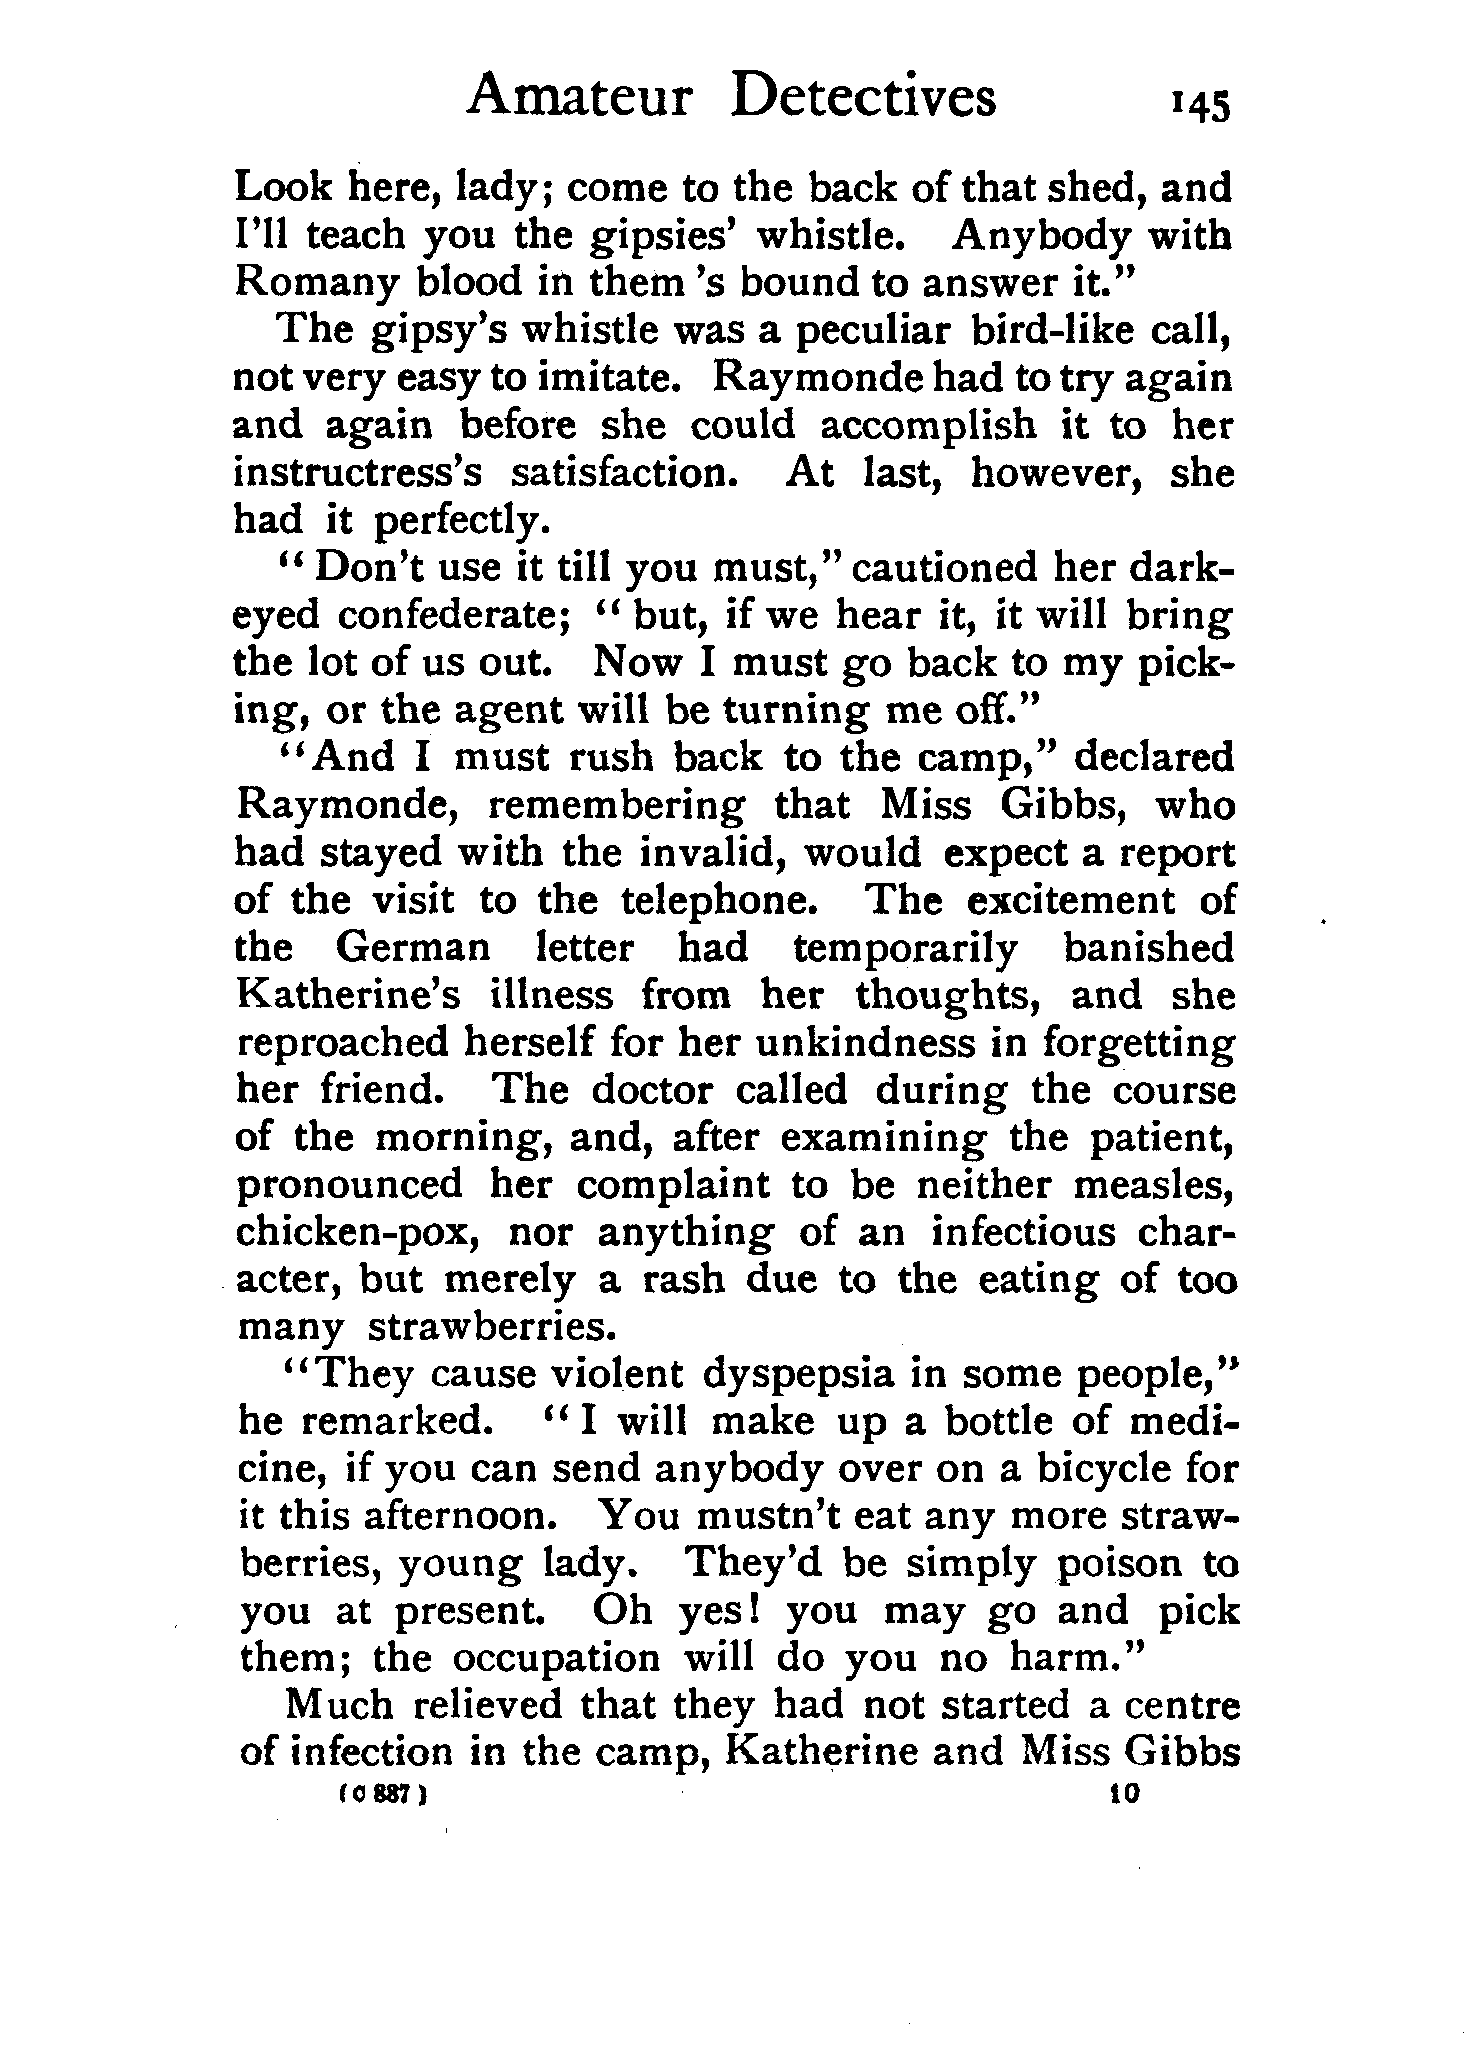 Amateur Detectives 145
Look here, lady; come to the back of that shed, and
I'll teach you the gipsies' whistle. Anybody with
Romany blood in them 's bound to answer it."
The gipsy's whistle was a peculiar bird-like call,
not very easy to imitate. Raymonde had to try again
and again before she could accomplish it to her
instructress's satisfaction. At last, however, she
had it perfectly.
"Don't use it till you must," cautioned her dark-
eyed confederate; "but, if we hear it, it will bring
the lot of us out. Now I must go back to my pick-
ing, or the agent will be turning me off."
"And I must rush back to the camp," declared
Raymonde, remembering that Miss Gibbs, who
had stayed with the invalid, would expect a report
of the visit to the telephone. The excitement of
the German letter had temporarily banished
Katherine's illness from her thoughts, and she
reproached herself for her unkindness in forgetting
her friend. The doctor called during the course
of the morning, and, after examining the patient,
pronounced her complaint to be neither measles,
chicken-pox, nor anything of an infectious char-
acter, but merely a rash due to the eating of too
many strawberries.
"They cause violent dyspepsia in some people,"
he remarked. "I will make up a bottle of medi-
cine, if you can send anybody over on a bicycle for
it this afternoon. You mustn't eat any more straw-
berries, young lady. They'd be simply poison to
you at present. Oh yes! you may go and pick
them; the occupation will do you no harm."
Much relieved that they had not started a centre
of infection in the camp, Katherine and Miss Gibbs
(C 887) 10